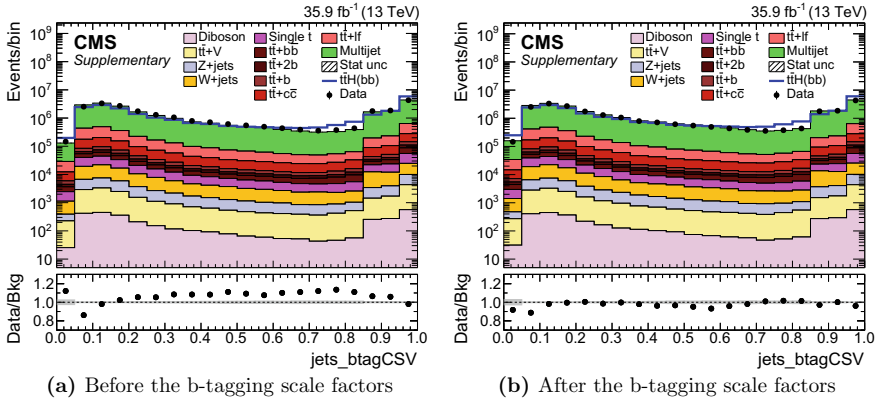 35.9 fb⁻¹ (13 TeV)
Events/bin
10⁹
10⁸
10⁷
10⁶
10⁵
10⁴
10³
10²
10
CMS
Supplementary
Diboson
tt̄+V
Z+jets
W+jets
Single t
tt̄+bb
tt̄+2b
tt̄+b
tt̄+cc̄
tt̄+lf
Multijet
Stat unc
tt̄H(bb)
Data
Data/Bkg
1.2
1.0
0.8
0.0 0.1 0.2 0.3 0.4 0.5 0.6 0.7 0.8 0.9 1.0
jets_btagCSV
(a) Before the b-tagging scale factors
35.9 fb⁻¹ (13 TeV)
Events/bin
10⁹
10⁸
10⁷
10⁶
10⁵
10⁴
10³
10²
10
CMS
Supplementary
Diboson
tt̄+V
Z+jets
W+jets
Single t
tt̄+bb
tt̄+2b
tt̄+b
tt̄+cc̄
tt̄+lf
Multijet
Stat unc
tt̄H(bb)
Data
Data/Bkg
1.2
1.0
0.8
0.0 0.1 0.2 0.3 0.4 0.5 0.6 0.7 0.8 0.9 1.0
jets_btagCSV
(b) After the b-tagging scale factors